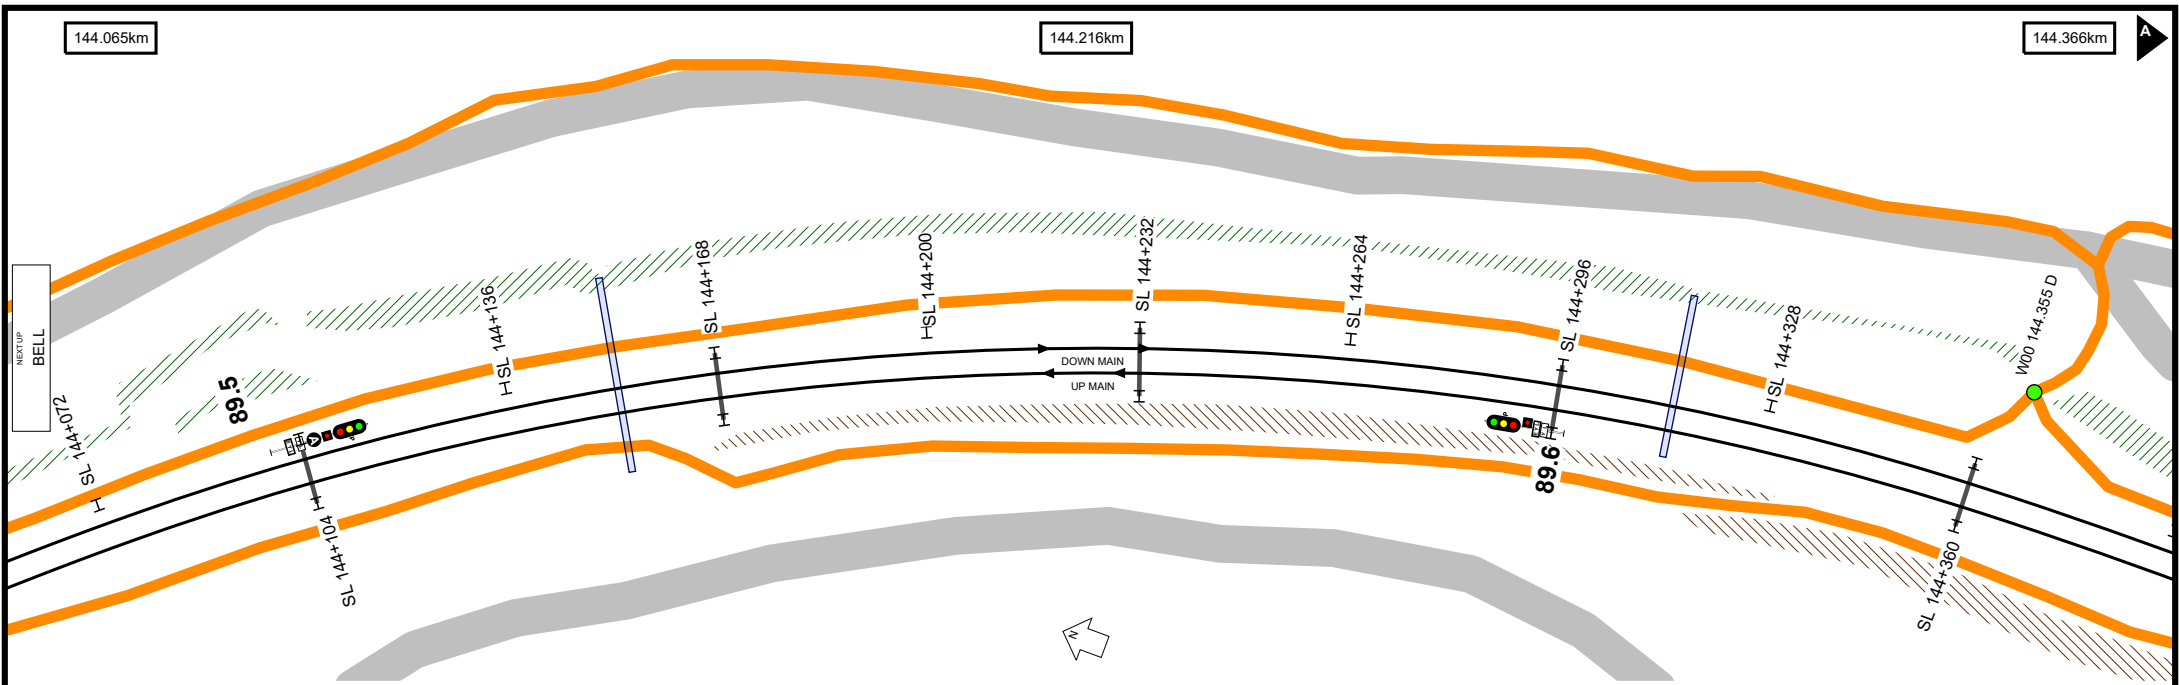 144.065km
144.216km
144.366km
A
NEXT UP
BELL
SL 144+072
89.5
A
SL 144+104
SL 144+136
SL 144+168
SL 144+200
SL 144+232
SL 144+264
SL 144+296
SL 144+328
SL 144+360
W00 144.355 D
DOWN MAIN
UP MAIN
89.6
P
P
N